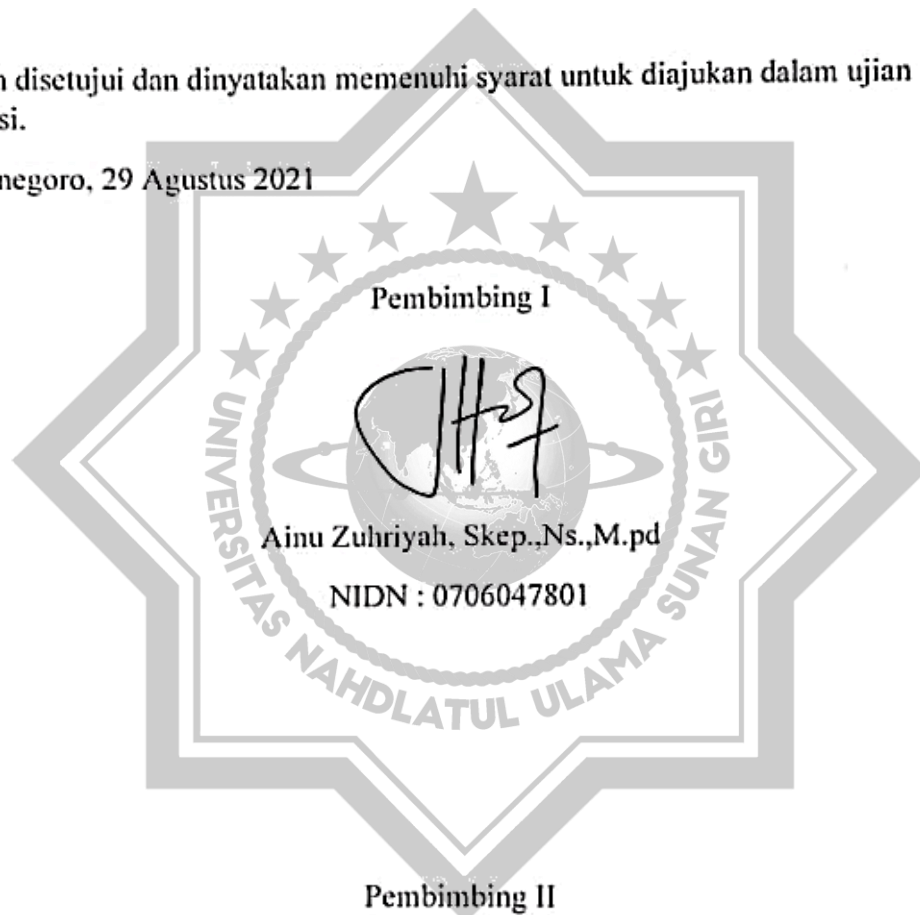 disetujui dan dinyatakan memenuhi syarat untuk diajukan dalam ujian
si.
negoro, 29 Agustus 2021
Pembimbing I
Ainu Zuhriyah, Skep.,Ns.,M.pd
NIDN : 0706047801
UNIVERSITAS NAHDLATUL ULAMA SUNAN GIRI
Pembimbing II